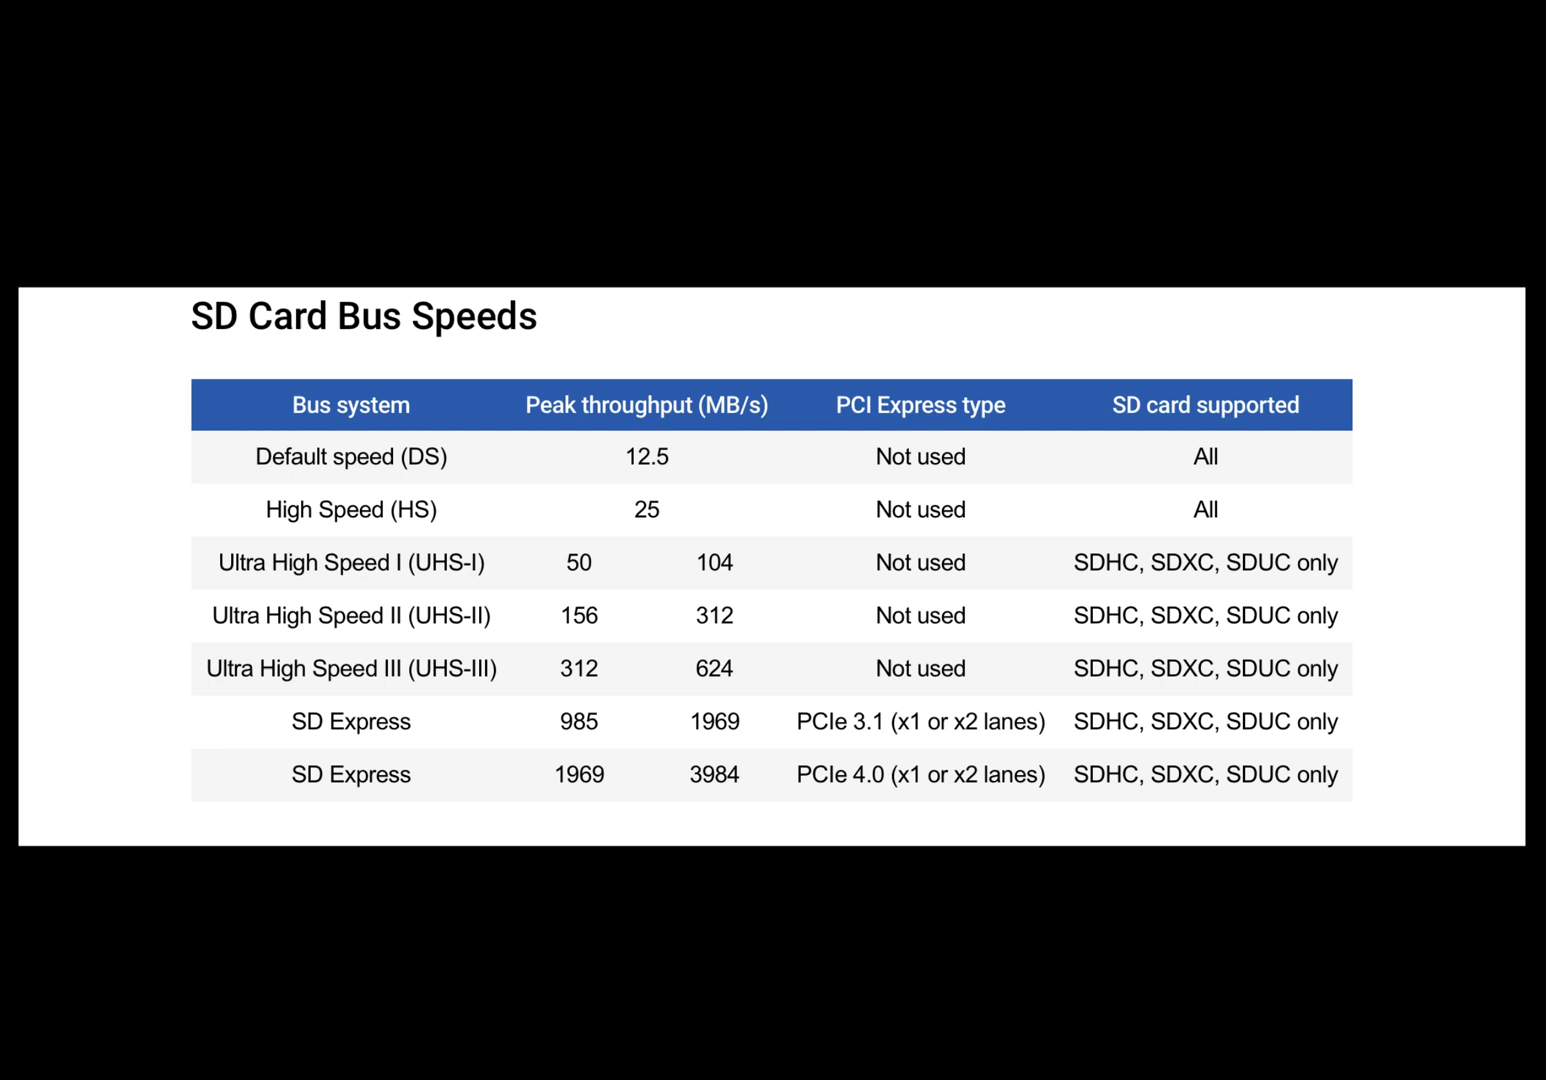 SD Card Bus Speeds
Bus system Peak throughput (MB/s) PCI Express type SD card supported
Default speed (DS) 12.5 Not used All
High Speed (HS) 25 Not used All
Ultra High Speed I (UHS-I) 50 104 Not used SDHC, SDXC, SDUC only
Ultra High Speed II (UHS-II) 156 312 Not used SDHC, SDXC, SDUC only
Ultra High Speed III (UHS-III) 312 624 Not used SDHC, SDXC, SDUC only
SD Express 985 1969 PCIe 3.1 (x1 or x2 lanes) SDHC, SDXC, SDUC only
SD Express 1969 3984 PCIe 4.0 (x1 or x2 lanes) SDHC, SDXC, SDUC only